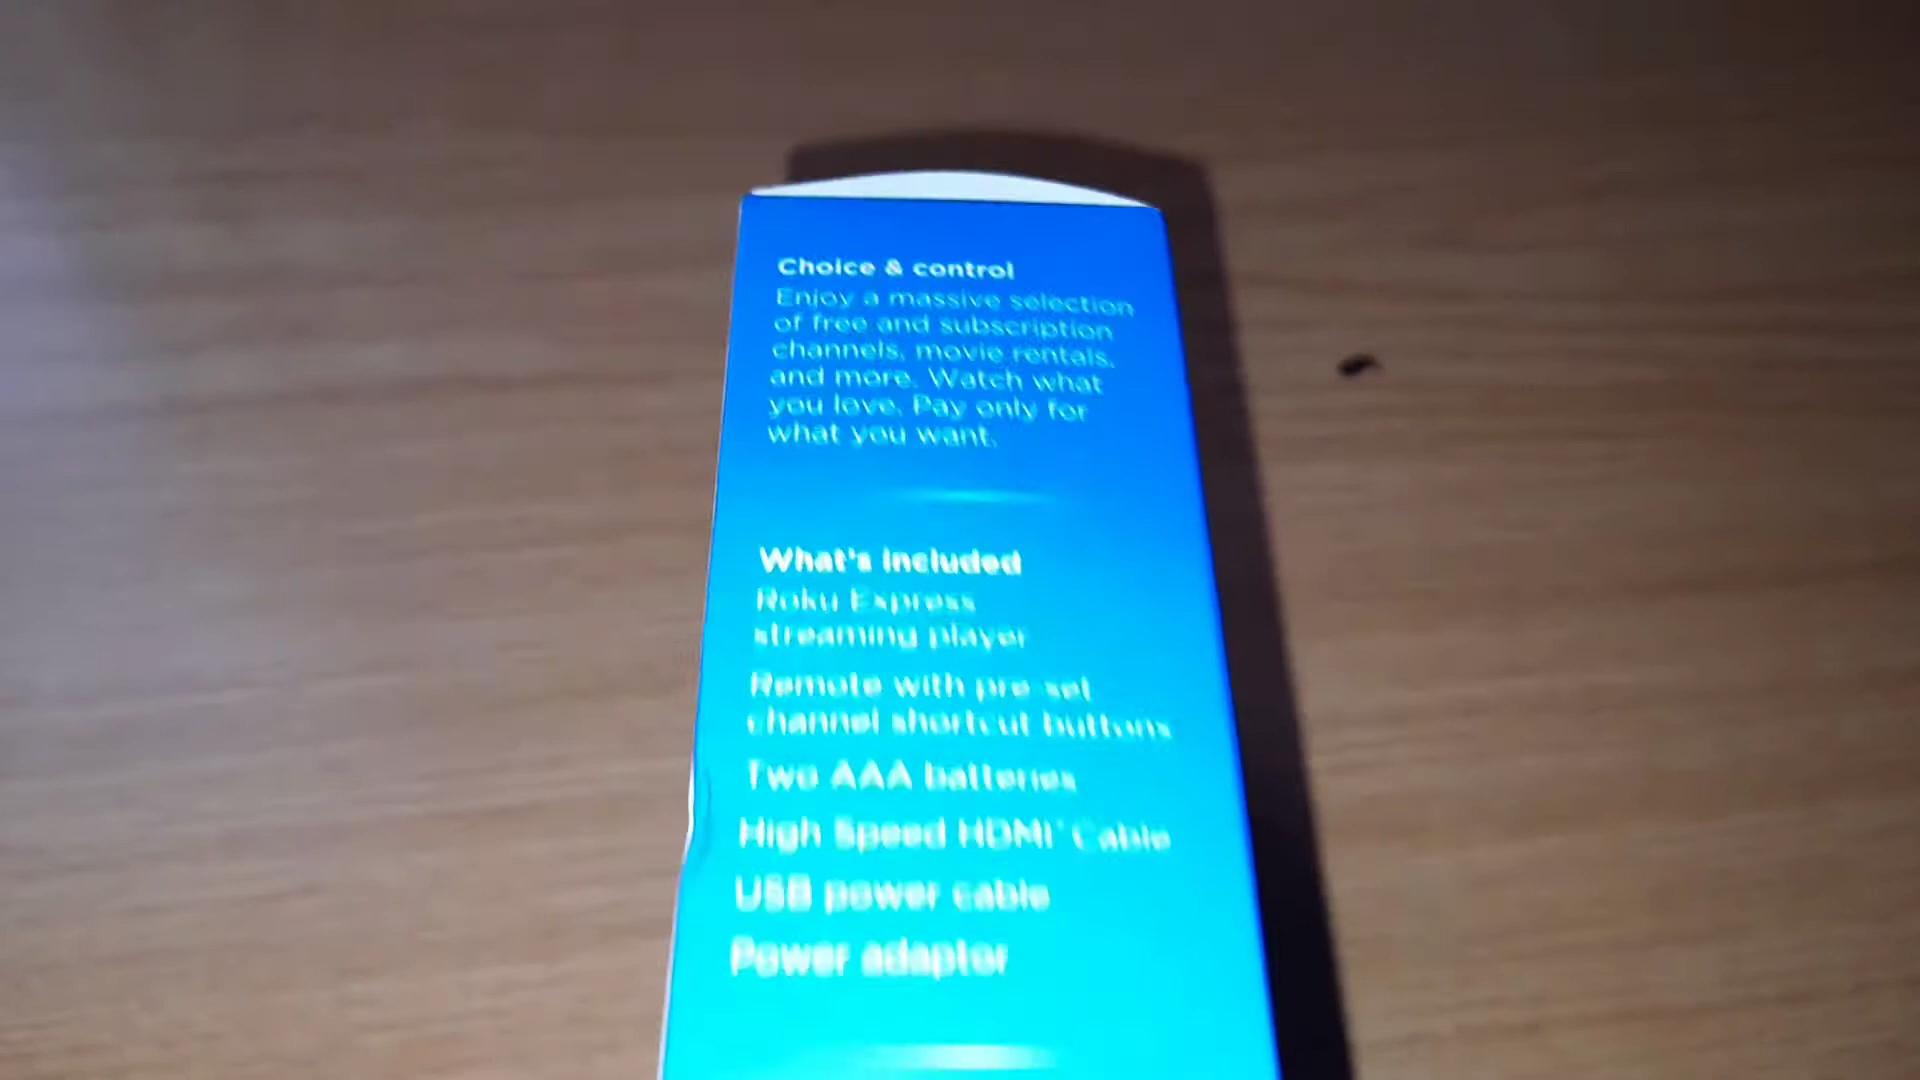 Choice & control
Enjoy a massive selection
of free and subscription
channels, movie rentals,
and more. Watch what
you love. Pay only for
what you want.
What's included
Roku Express
streaming player
Remote with pre-set
channel shortcut buttons
Two AAA batteries
High Speed HDMI® Cable
USB power cable
Power adaptor